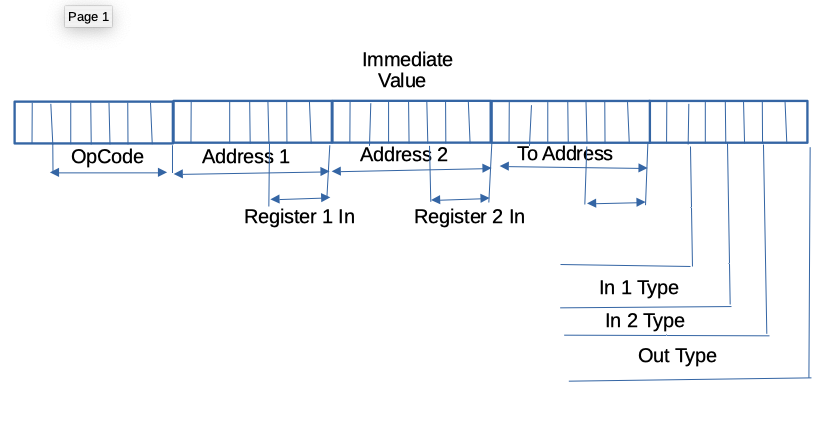 Page 1
Immediate
Value
OpCode
Address 1
Address 2
To Address
Register 1 In
Register 2 In
In 1 Type
In 2 Type
Out Type